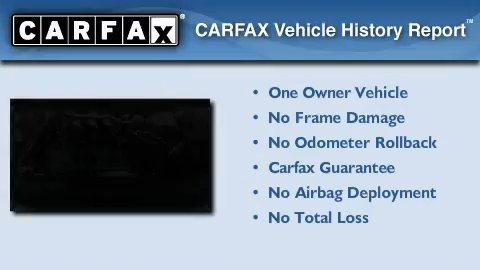 CARFAX® CARFAX Vehicle History Report™
• One Owner Vehicle
• No Frame Damage
• No Odometer Rollback
• Carfax Guarantee
• No Airbag Deployment
• No Total Loss